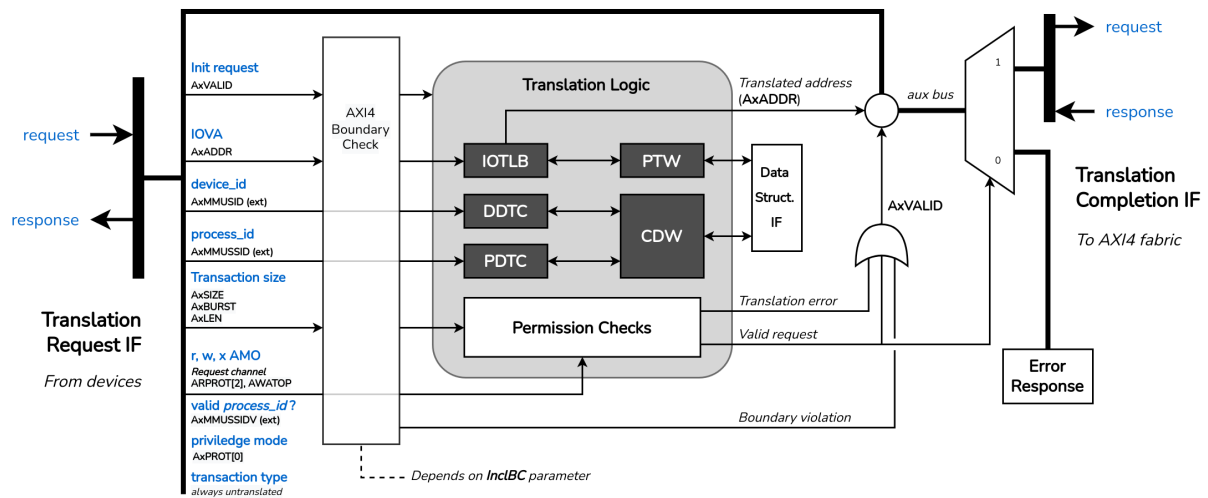 request
response
Translation
Request IF
From devices
Init request
AxVALID
IOVA
AxADDR
device_id
AxMMUSID (ext)
process_id
AxMMUSSID (ext)
Transaction size
AxSIZE
AxBURST
AxLEN
r, w, x AMO
Request channel
ARPROT[2], AWATOP
valid process_id ?
AxMMUSSIDV (ext)
priviledge mode
AxPROT[0]
transaction type
always untranslated
AXI4
Boundary
Check
Depends on InclBC parameter
Translation Logic
IOTLB
DDTC
PDTC
PTW
CDW
Permission Checks
Data
Struct.
IF
Translated address
(AxADDR)
aux bus
AxVALID
Translation error
Valid request
Boundary violation
1
0
request
response
Translation
Completion IF
To AXI4 fabric
Error
Response